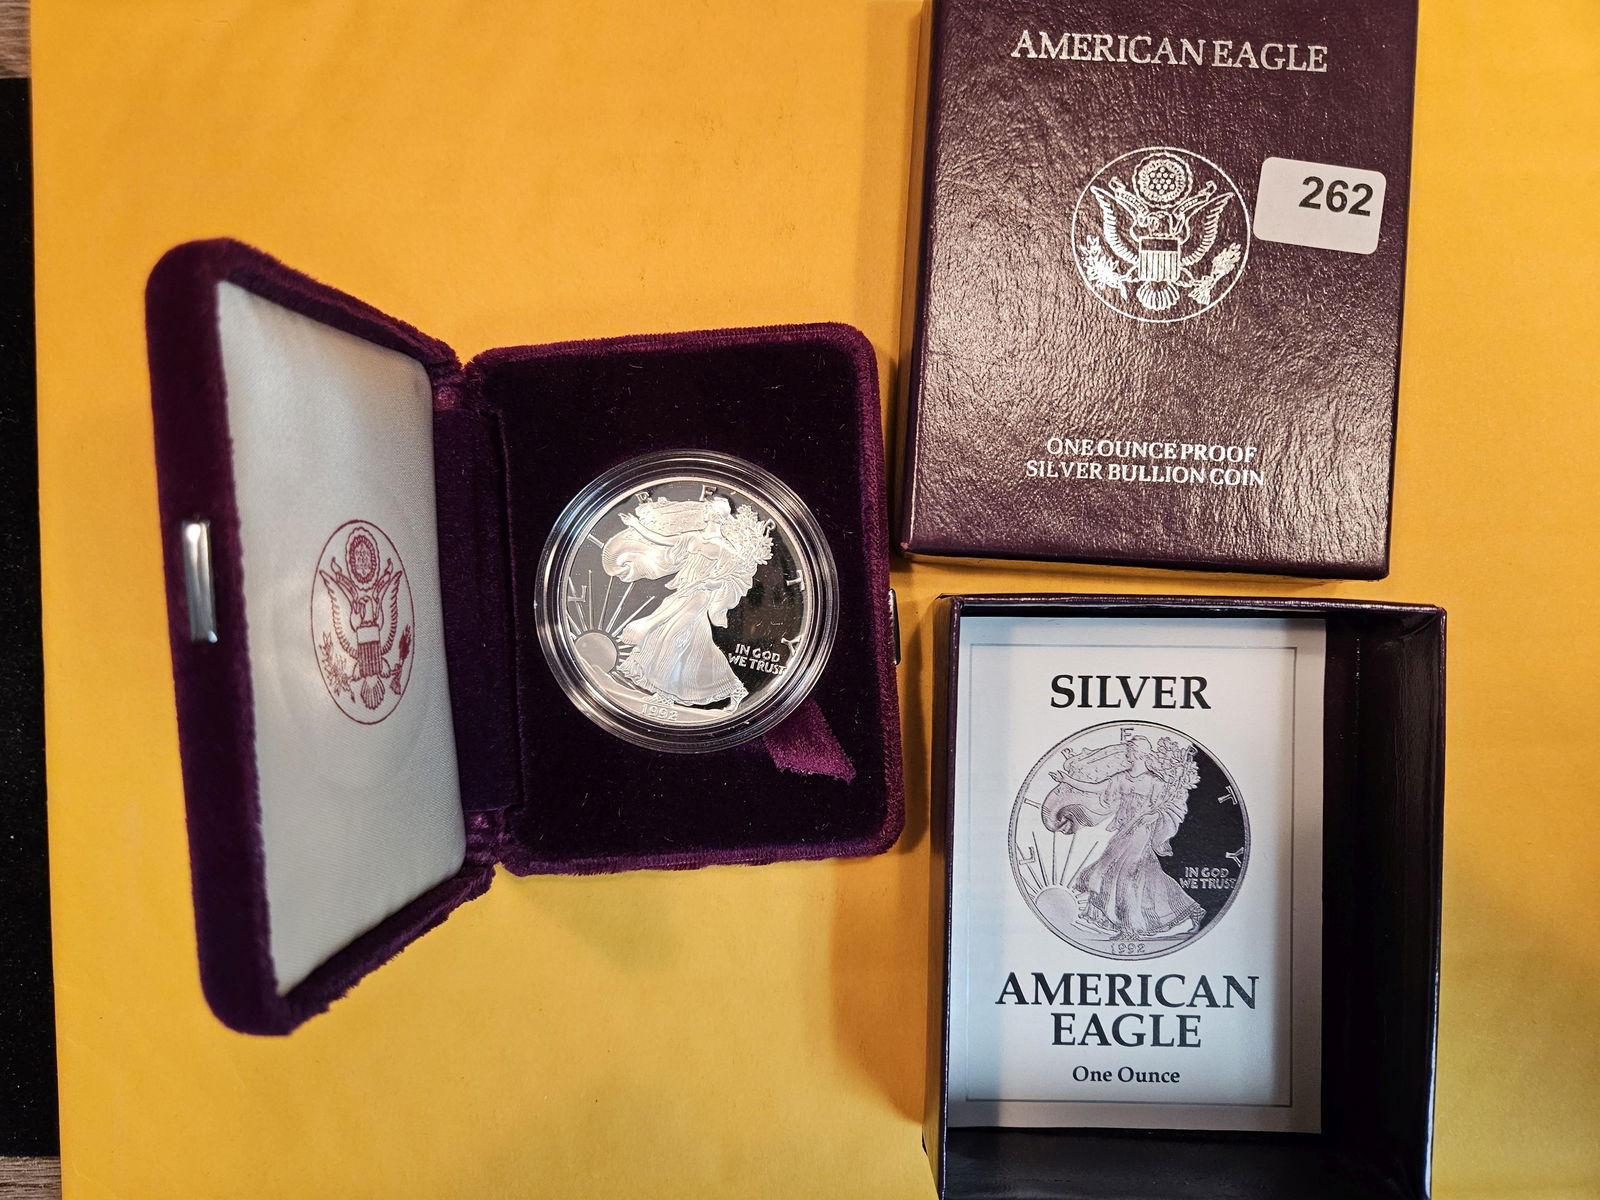 AMERICAN EAGLE
262
ONE OUNCE PROOF
SILVER BULLION COIN
LIBERTY
IN GOD
WE TRUST
1992
SILVER
LIBERTY
IN GOD
WE TRUST
1992
AMERICAN
EAGLE
One Ounce